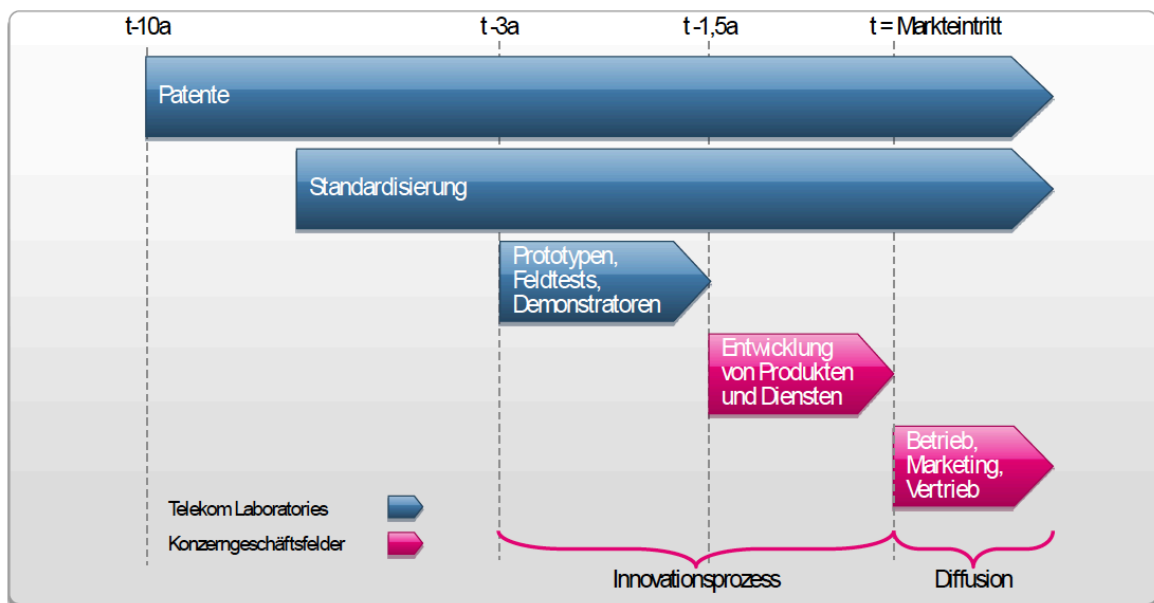 t-10a
t -3a
t -1,5a
t = Markteintritt
Patente
Standardisierung
Prototypen,
Feldtests,
Demonstratoren
Entwicklung
von Produkten
und Diensten
Betrieb,
Marketing,
Vertrieb
Telekom Laboratories
Konzerngeschäftsfelder
Innovationsprozess
Diffusion